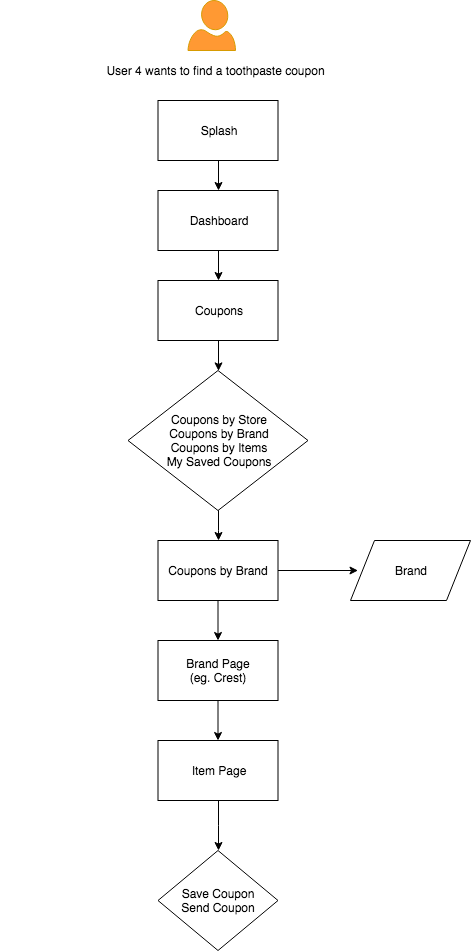 User 4 wants to find a toothpaste coupon
Splash
Dashboard
Coupons
Coupons by Store
Coupons by Brand
Coupons by Items
My Saved Coupons
Coupons by Brand
Brand
Brand Page
(eg. Crest)
Item Page
Save Coupon
Send Coupon